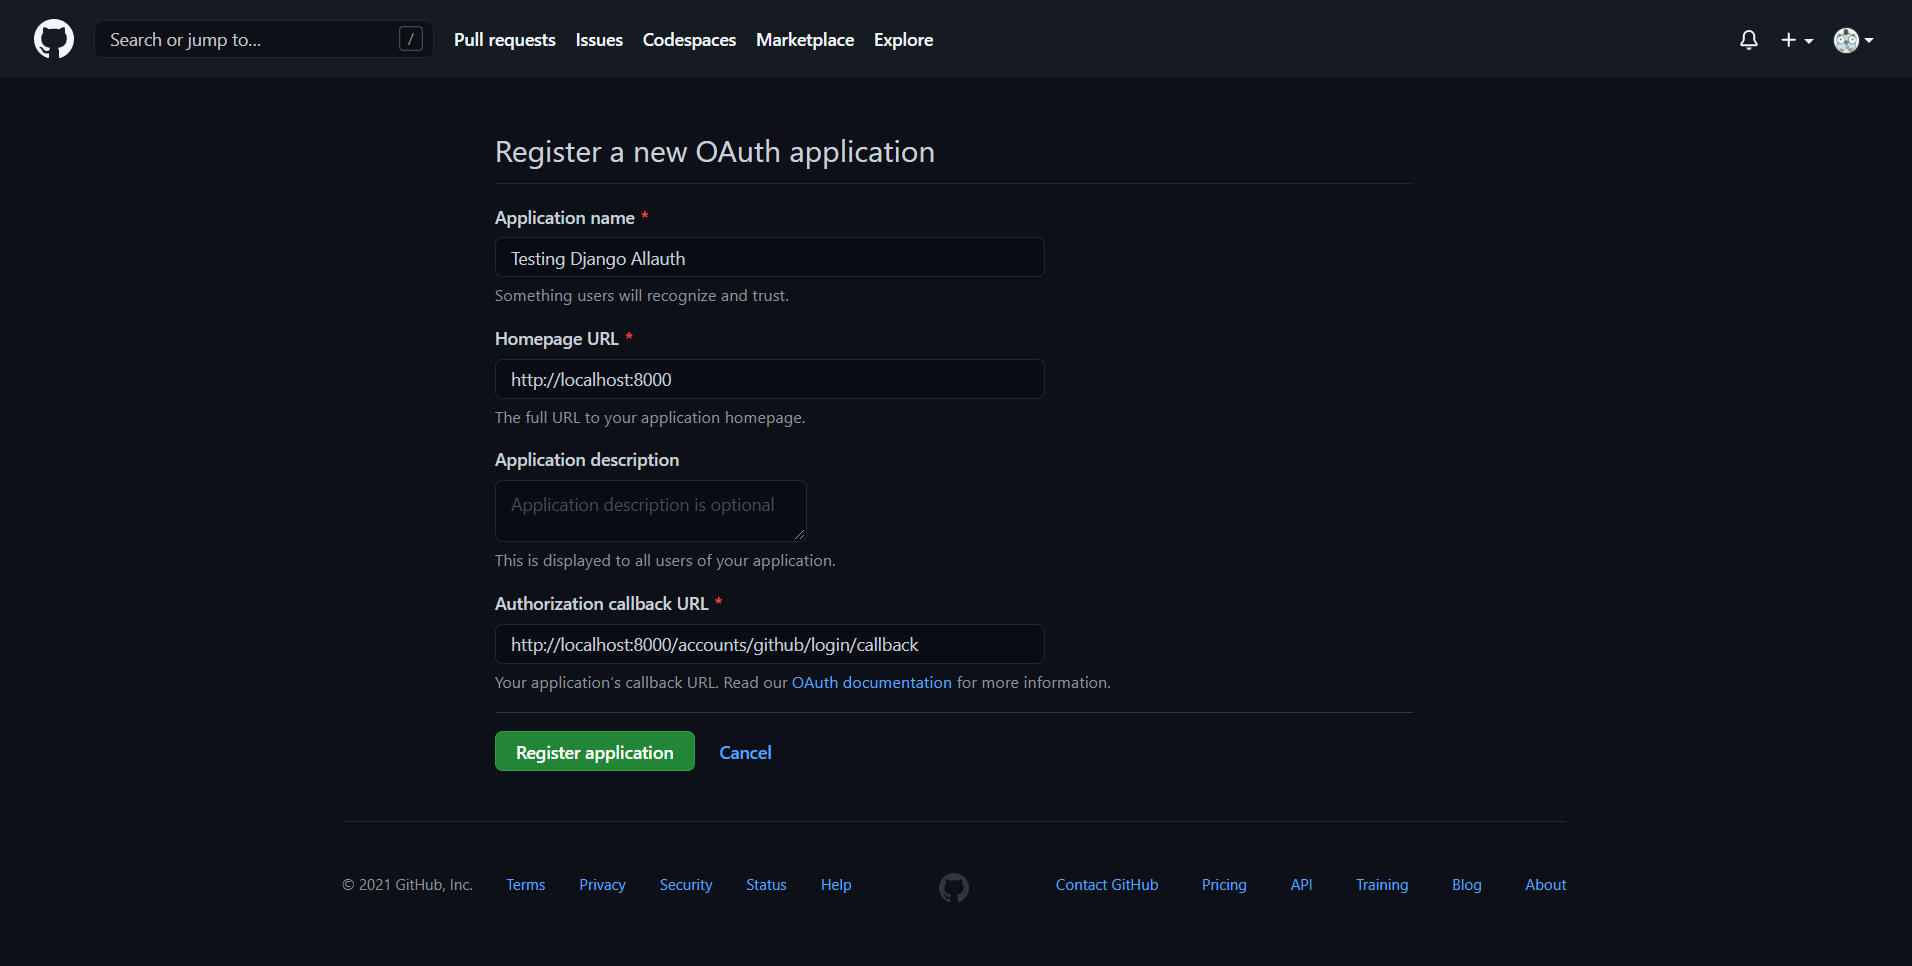 Search or jump to... /
Pull requests Issues Codespaces Marketplace Explore
Register a new OAuth application
Application name *
Testing Django Allauth
Something users will recognize and trust.
Homepage URL *
http://localhost:8000
The full URL to your application homepage.
Application description
Application description is optional
This is displayed to all users of your application.
Authorization callback URL *
http://localhost:8000/accounts/github/login/callback
Your application’s callback URL. Read our OAuth documentation for more information.
Register application Cancel
© 2021 GitHub, Inc. Terms Privacy Security Status Help Contact GitHub Pricing API Training Blog About